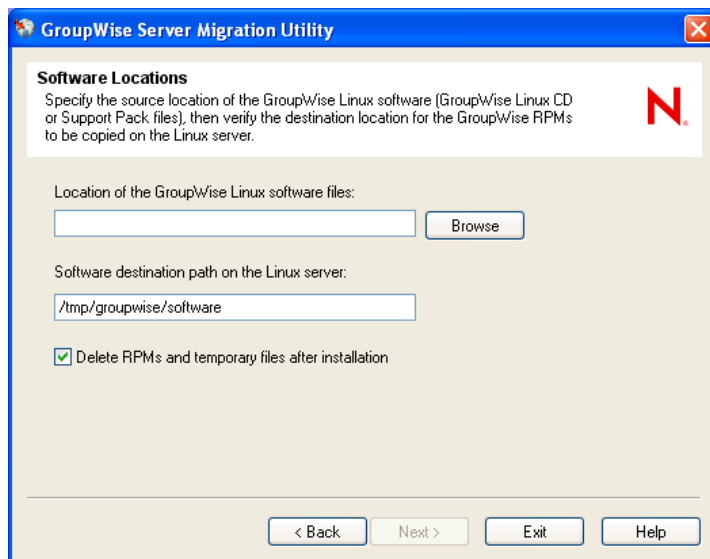 GroupWise Server Migration Utility
Software Locations
Specify the source location of the GroupWise Linux software (GroupWise Linux CD
or Support Pack files), then verify the destination location for the GroupWise RPMs
to be copied on the Linux server.
N
Location of the GroupWise Linux software files:
Browse
Software destination path on the Linux server:
/tmp/groupwise/software
Delete RPMs and temporary files after installation
< Back
Next >
Exit
Help